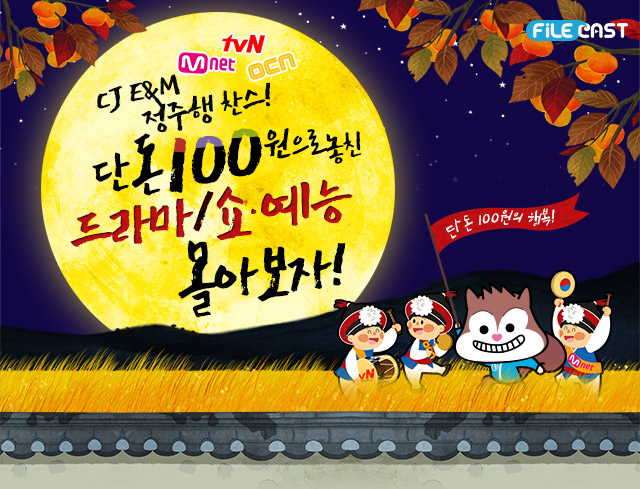 FiLE CAST
tvN
Mnet OCN
CJ E&M
정주행 찬스!
단돈 100원으로 놓친
드라마/쇼·예능
몰아보자!
단돈 100원의 행복!
tvN
Mnet